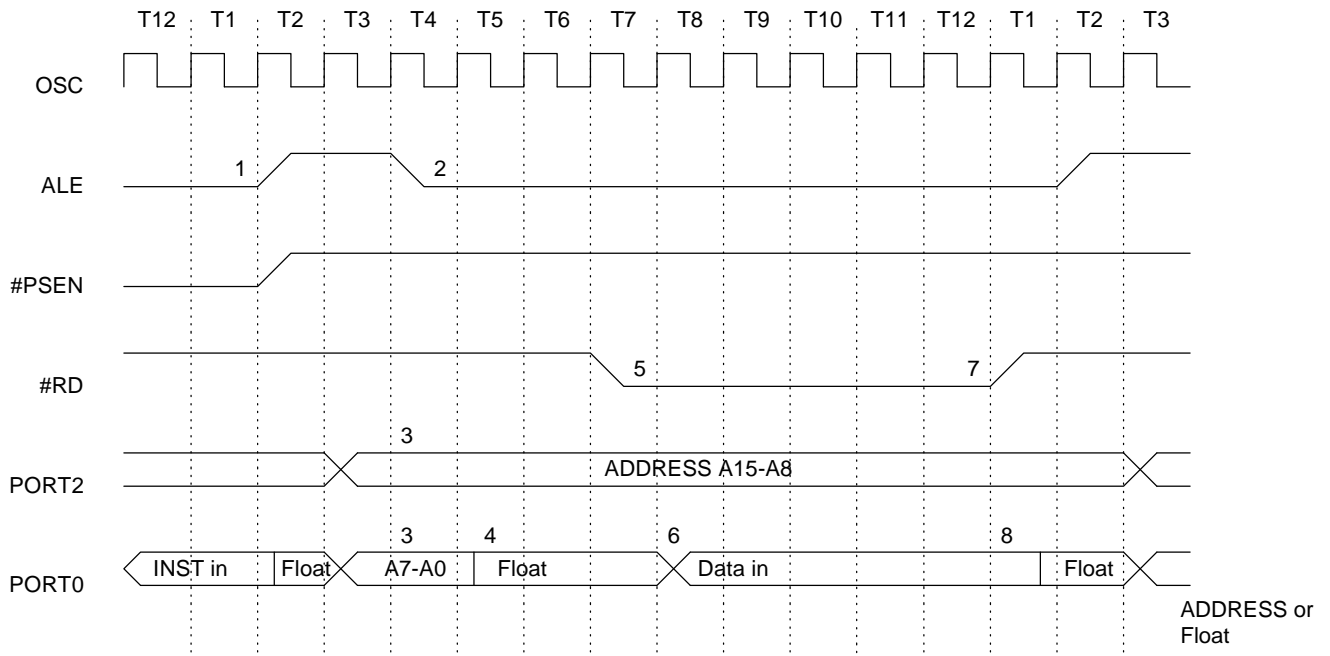 T12 T1 T2 T3 T4 T5 T6 T7 T8 T9 T10 T11 T12 T1 T2 T3
OSC
1 2
ALE
#PSEN
5 7
#RD
3
ADDRESS A15-A8
PORT2
3 4 6 8
INST in Float A7-A0 Float Data in Float
PORT0
ADDRESS or
Float